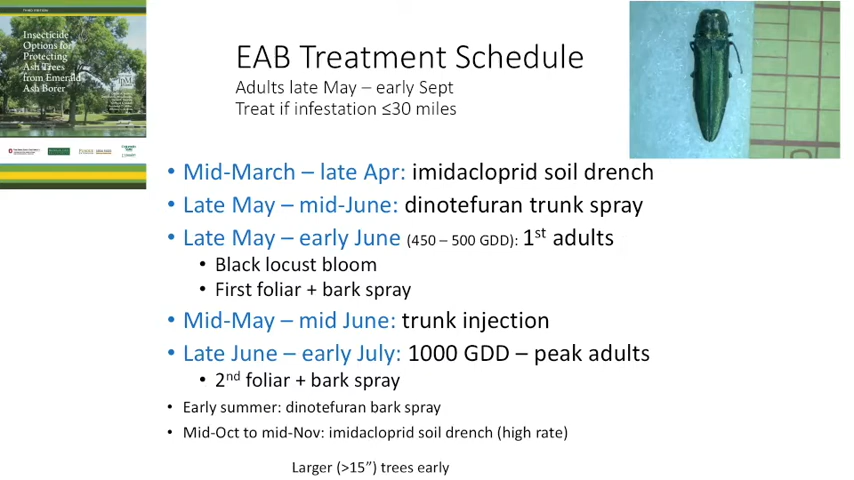 Insecticide
Options for
Protecting
Ash Trees
from Emerald
Ash Borer
EAB Treatment Schedule
Adults late May – early Sept
Treat if infestation ≤30 miles
• Mid-March – late Apr: imidacloprid soil drench
• Late May – mid-June: dinotefuran trunk spray
• Late May – early June (450 – 500 GDD): 1st adults
• Black locust bloom
• First foliar + bark spray
• Mid-May – mid June: trunk injection
• Late June – early July: 1000 GDD – peak adults
• 2nd foliar + bark spray
• Early summer: dinotefuran bark spray
• Mid-Oct to mid-Nov: imidacloprid soil drench (high rate)
Larger (>15”) trees early